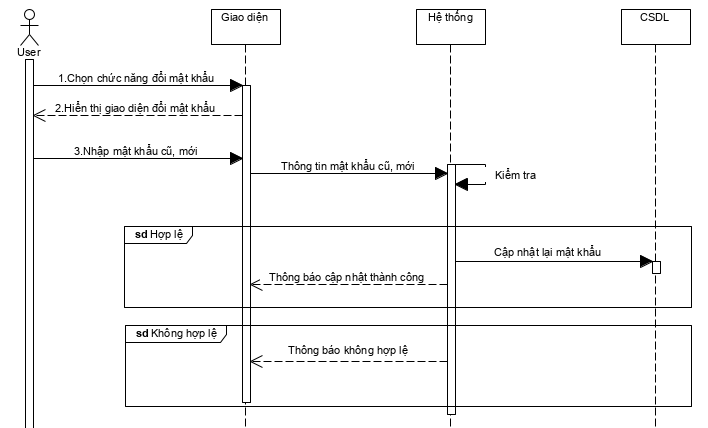 Giao diện
Hệ thống
CSDL
User
1.Chọn chức năng đổi mật khẩu
2.Hiển thị giao diện đổi mật khẩu
3.Nhập mật khẩu cũ, mới
Thông tin mật khẩu cũ, mới
Kiểm tra
sd Hợp lệ
Cập nhật lại mật khẩu
Thông báo cập nhật thành công
sd Không hợp lệ
Thông báo không hợp lệ